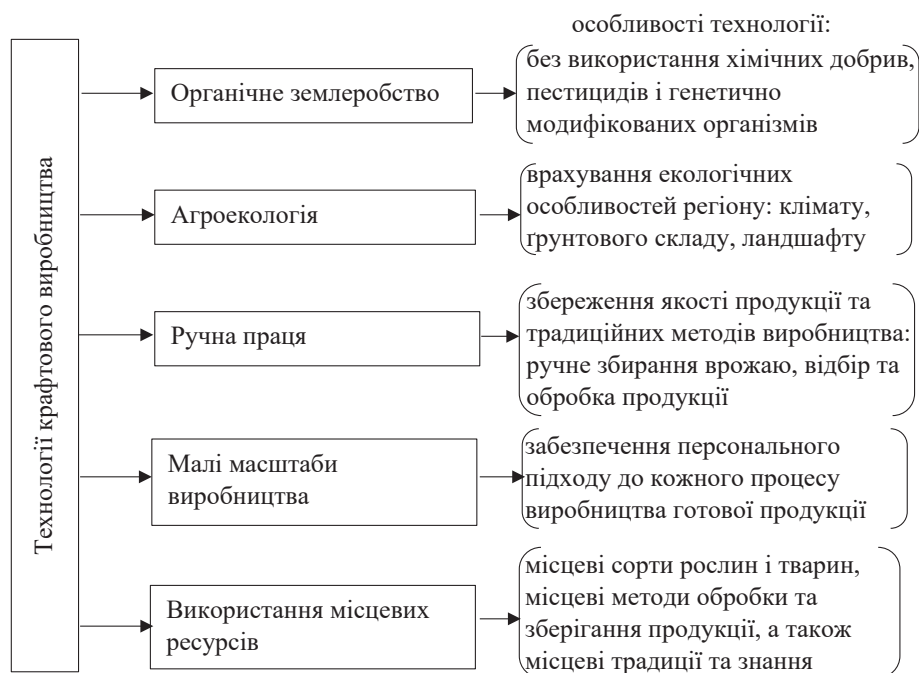 Технології крафтового виробництва
особливості технології:
Органічне землеробство
без використання хімічних добрив,
пестицидів і генетично
модифікованих організмів
Агроекологія
врахування екологічних
особливостей регіону: клімату,
ґрунтового складу, ландшафту
Ручна праця
збереження якості продукції та
традиційних методів виробництва:
ручне збирання врожаю, відбір та
обробка продукції
Малі масштаби
виробництва
забезпечення персонального
підходу до кожного процесу
виробництва готової продукції
Використання місцевих
ресурсів
місцеві сорти рослин і тварин,
місцеві методи обробки та
зберігання продукції, а також
місцеві традиції та знання